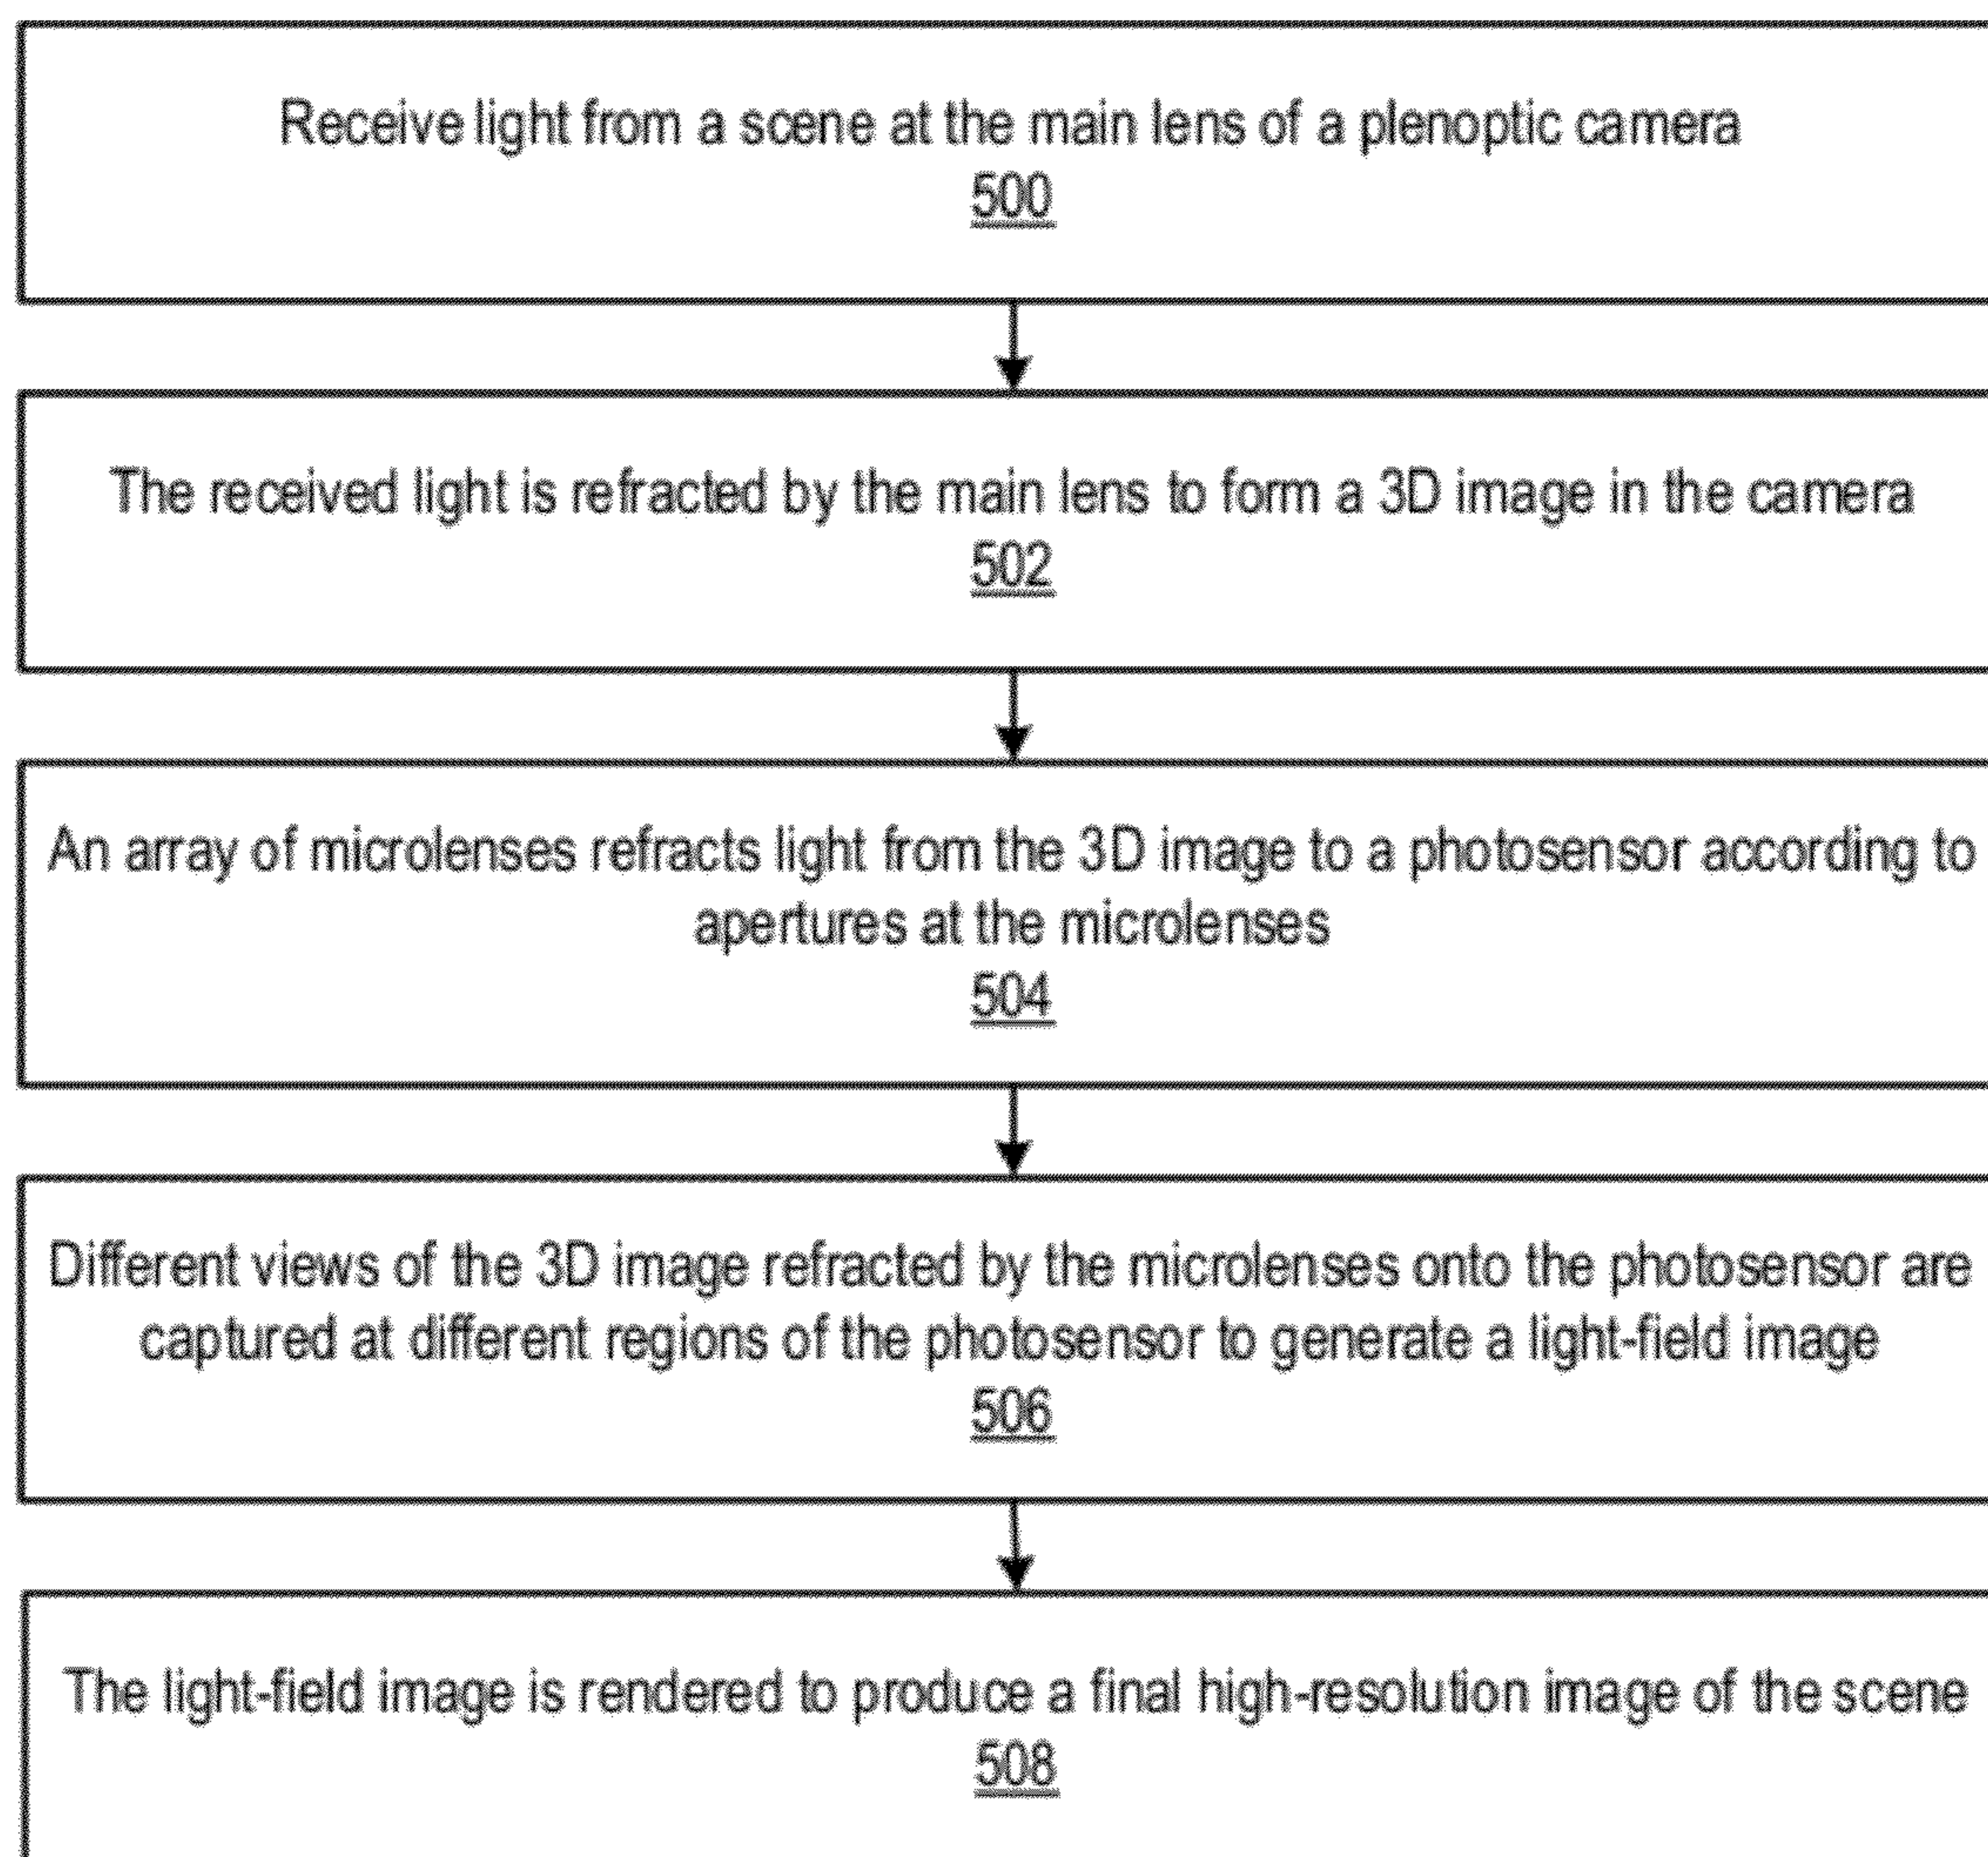 Receive light from a scene at the main lens of a plenoptic camera
500
The received light is refracted by the main lens to form a 3D image in the camera
502
An array of microlenses refracts light from the 3D image to a photosensor according to
apertures at the microlenses
504
Different views of the 3D image refracted by the microlenses onto the photosensor are
captured at different regions of the photosensor to generate a light-field image
506
The light-field image is rendered to produce a final high-resolution image of the scene
508